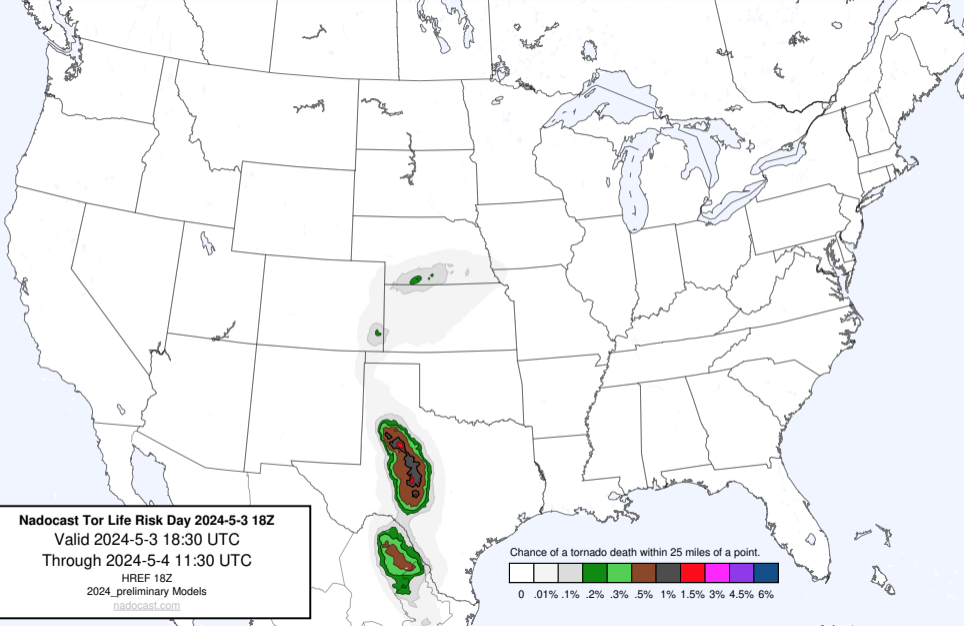 Nadocast Tor Life Risk Day 2024-5-3 18Z
Valid 2024-5-3 18:30 UTC
Through 2024-5-4 11:30 UTC
HREF 18Z
2024_preliminary Models
nadocast.com
Chance of a tornado death within 25 miles of a point.
0 .01% .1% .2% .3% .5% 1% 1.5% 3% 4.5% 6%